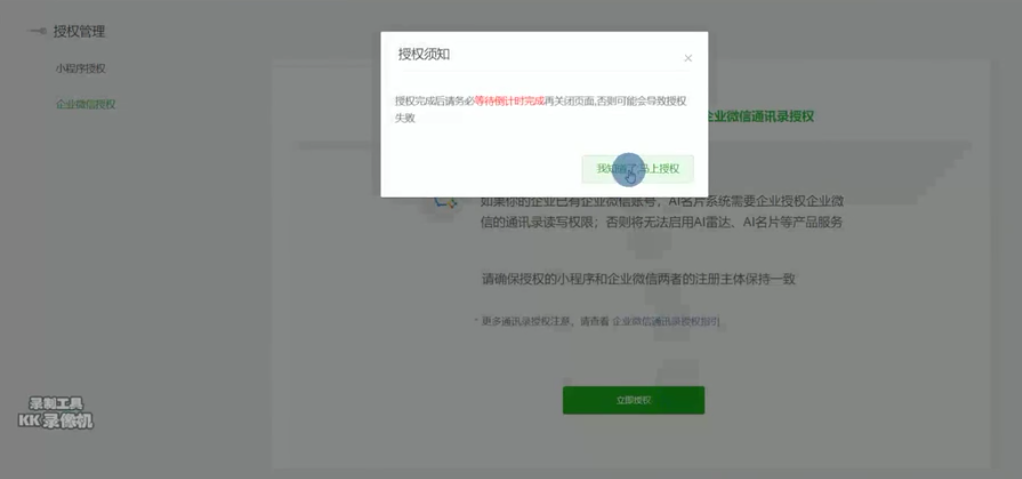 授权管理
小程序授权
企业微信授权
授权须知
×
授权完成后请务必等待倒计时完成再关闭页面,否则可能会导致授权
失败
我知道了 马上授权
企业微信通讯录授权
如果你的企业已有企业微信账号，AI名片系统需要企业授权企业微
信的通讯录读写权限；否则将无法启用AI雷达、AI名片等产品服务
请确保授权的小程序和企业微信两者的注册主体保持一致
* 更多通讯录授权注意，请查看 企业微信通讯录授权指引
立即授权
录制工具
KK 录像机